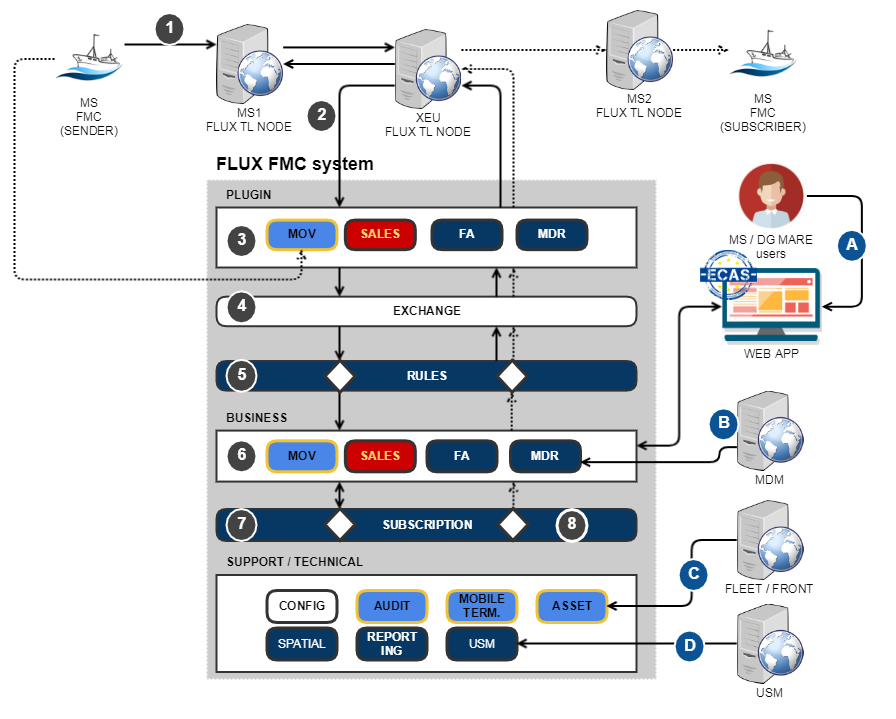 1
MS
FMC
(SENDER)
MS1
FLUX TL NODE
2
XEU
FLUX TL NODE
MS2
FLUX TL NODE
MS
FMC
(SUBSCRIBER)
FLUX FMC system
PLUGIN
3
MOV
SALES
FA
MDR
MS / DG MARE
users
A
ECAS
WEB APP
4
EXCHANGE
5
RULES
BUSINESS
6
MOV
SALES
FA
MDR
B
MDM
7
SUBSCRIPTION
8
SUPPORT / TECHNICAL
CONFIG
AUDIT
MOBILE
TERM.
ASSET
C
FLEET / FRONT
SPATIAL
REPORT
ING
USM
D
USM